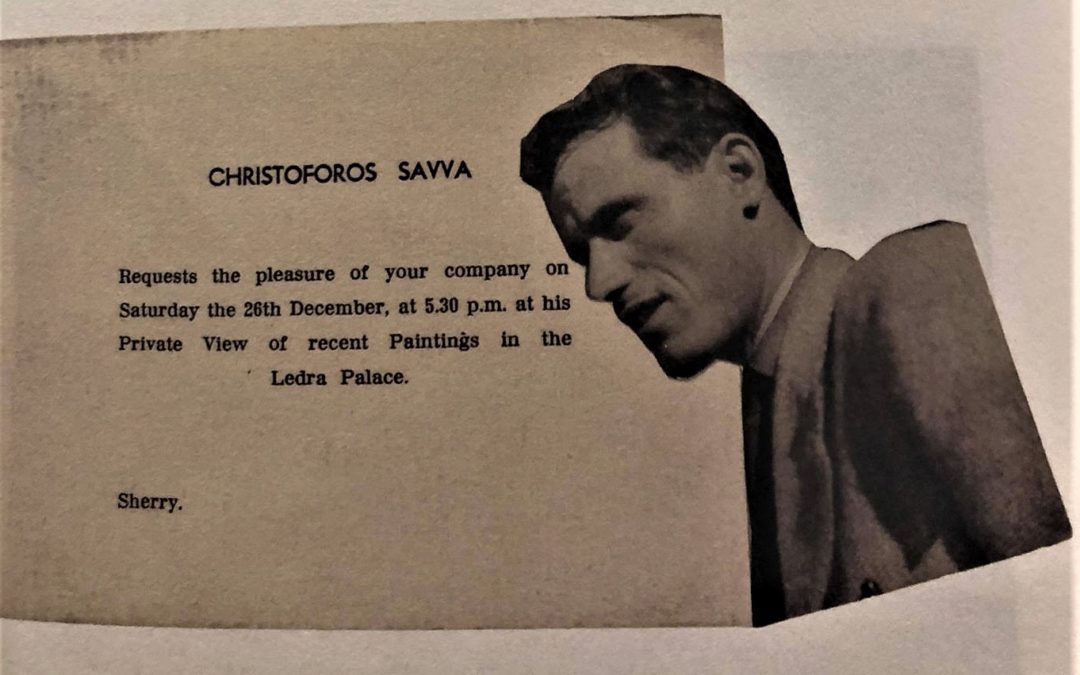 CHRISTOFOROS SAVVA
Requests the pleasure of your company on
Saturday the 26th December, at 5.30 p.m. at his
Private View of recent Paintings in the
Ledra Palace.
Sherry.